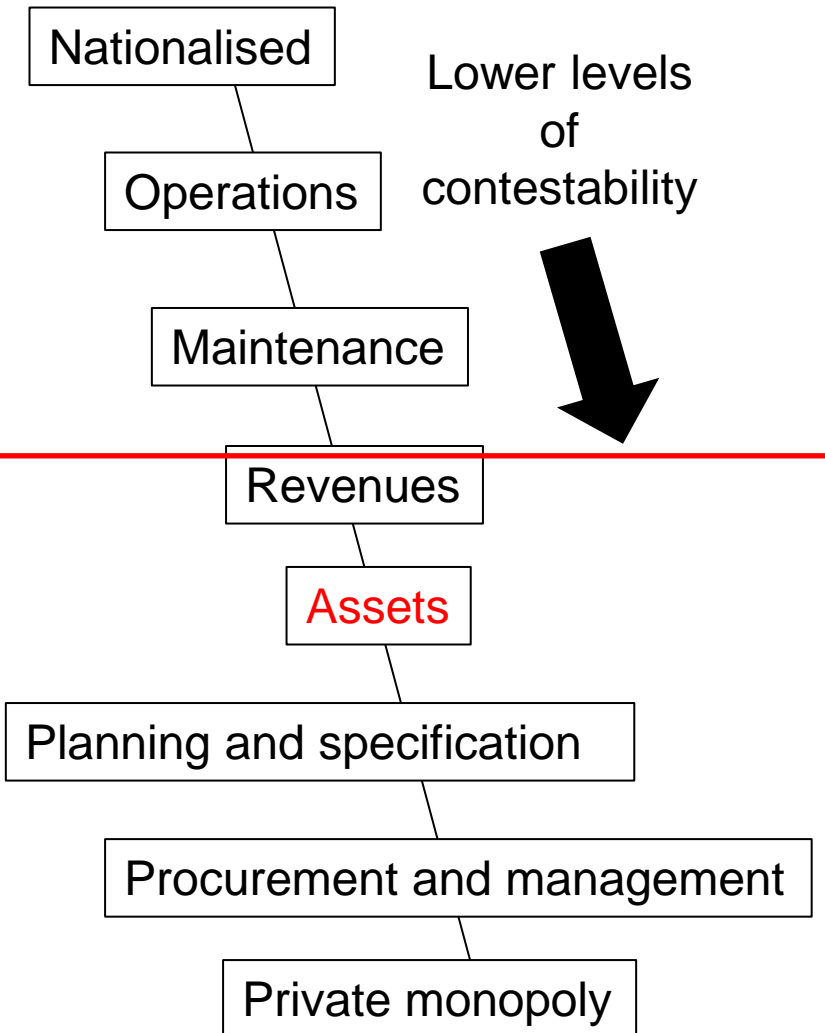 Nationalised
Lower levels
of
contestability
Operations
Maintenance
Revenues
Assets
Planning and specification
Procurement and management
Private monopoly